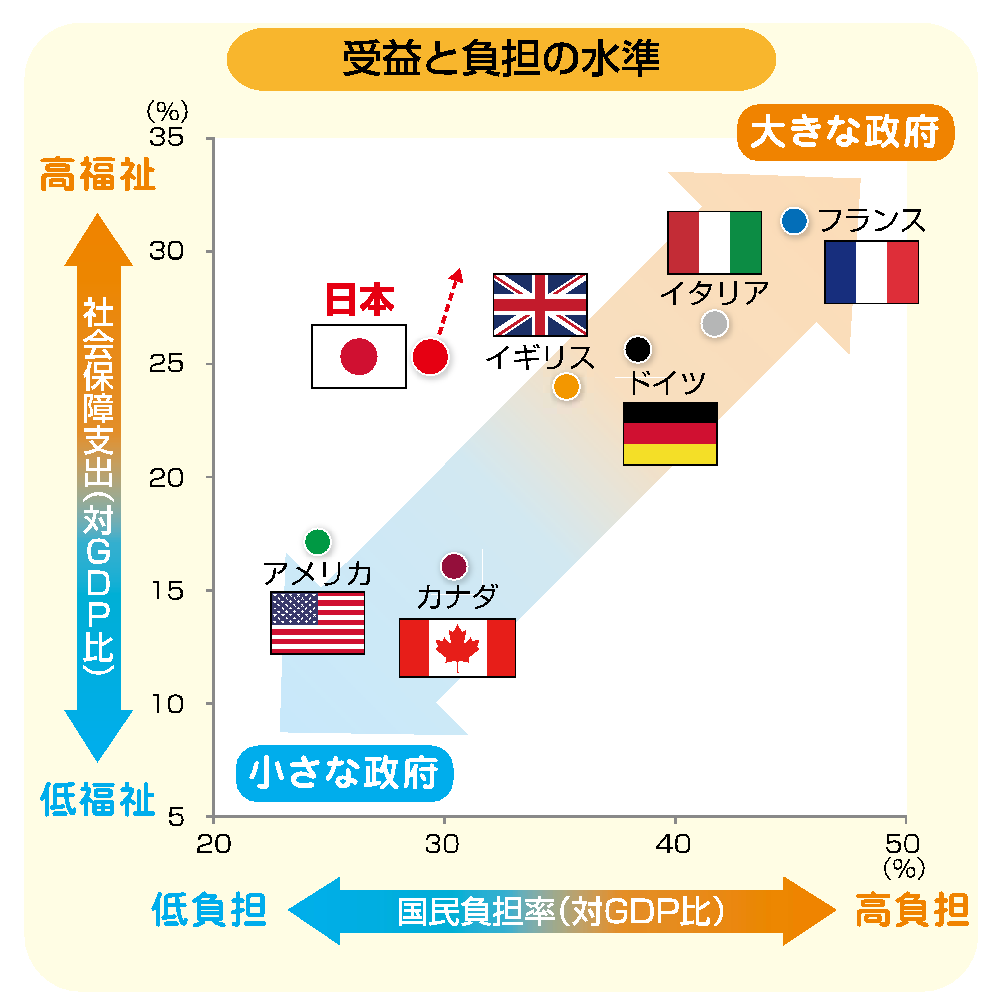 受益と負担の水準
(%)
35
大きな政府
高福祉
フランス
30
イタリア
日本
イギリス
25
ドイツ
社会保障支出(対GDP比)
20
アメリカ
カナダ
15
10
小さな政府
低福祉
5
20
30
40
50
(%)
低負担
国民負担率(対GDP比)
高負担